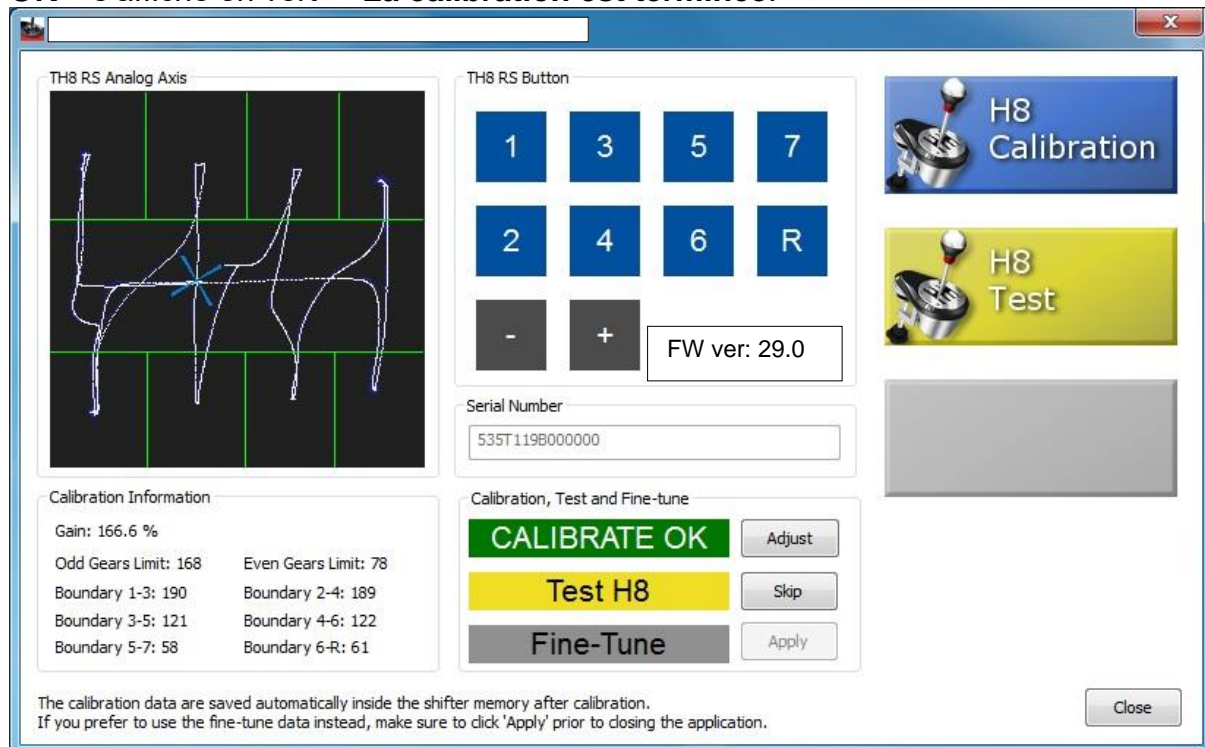 La calibration est terminée.
TH8 RS Analog Axis
TH8 RS Button
1 3 5 7
2 4 6 R
- +
FW ver: 29.0
Serial Number
535T119B000000
H8
Calibration
H8
Test
Calibration Information
Gain: 166.6 %
Odd Gears Limit: 168 Even Gears Limit: 78
Boundary 1-3: 190 Boundary 2-4: 189
Boundary 3-5: 121 Boundary 4-6: 122
Boundary 5-7: 58 Boundary 6-R: 61
Calibration, Test and Fine-tune
CALIBRATE OK Adjust
Test H8 Skip
Fine-Tune Apply
The calibration data are saved automatically inside the shifter memory after calibration.
If you prefer to use the fine-tune data instead, make sure to click 'Apply' prior to closing the application.
Close